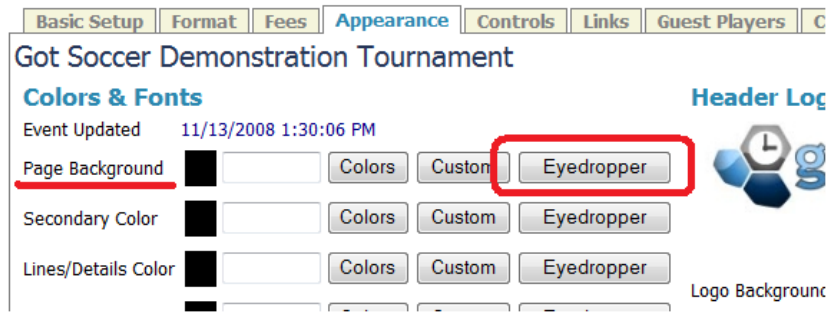 Basic Setup Format Fees Appearance Controls Links Guest Players
Got Soccer Demonstration Tournament
Colors & Fonts
Header Log
Event Updated 11/13/2008 1:30:06 PM
Page Background Colors Custom Eyedropper
g
Secondary Color Colors Custom Eyedropper
Lines/Details Color Colors Custom Eyedropper
Logo Background